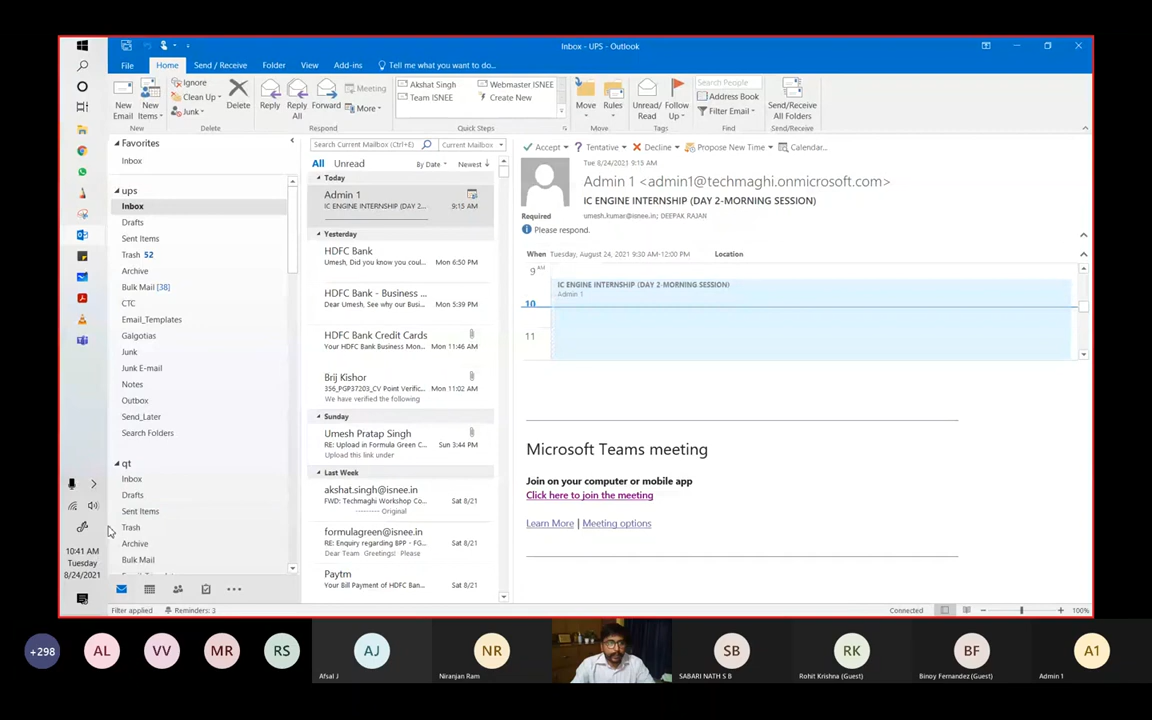 Inbox - UPS - Outlook
File Home Send / Receive Folder View Add-ins Tell me what you want to do...
New Email
New Items
Ignore
Clean Up
Junk
Delete
Reply
Reply All
Forward
Meeting
More
Akshat Singh
Team ISNEE
Webmaster ISNEE
Create New
Move
Rules
Unread/ Read
Follow Up
Search People
Address Book
Filter Email
Send/Receive All Folders
New Delete Respond Quick Steps Move Tags Find Send/Receive
Favorites
Inbox
ups
Inbox
Drafts
Sent Items
Trash 52
Archive
Bulk Mail [38]
CTC
Email_Templates
Galgotias
Junk
Junk E-mail
Notes
Outbox
Send_Later
Search Folders
qt
Inbox
Drafts
Sent Items
Trash
Archive
Bulk Mail
Search Current Mailbox (Ctrl+E) Current Mailbox
All Unread By Date Newest
Today
Admin 1
IC ENGINE INTERNSHIP (DAY 2... 9:15 AM
Yesterday
HDFC Bank
Umesh, Did you know you coul... Mon 6:50 PM
HDFC Bank - Business ...
Dear Umesh, See why our Busi... Mon 5:39 PM
HDFC Bank Credit Cards
Your HDFC Bank Business Mon... Mon 11:46 AM
Brij Kishor
356_PGP37203_CV Point Verific... Mon 11:02 AM
We have verified the following
Sunday
Umesh Pratap Singh
RE: Upload in Formula Green C... Sun 3:44 PM
Upload this link under
Last Week
akshat.singh@isnee.in
FWD: Techmaghi Workshop Co... Sat 8/21
--------- Original
formulagreen@isnee.in
RE: Enquiry regarding BPP - FG... Sat 8/21
Dear Team Greetings! Please
Paytm
Your Bill Payment of HDFC Ban... Sat 8/21
Accept Tentative Decline Propose New Time Calendar...
Tue 8/24/2021 9:15 AM
Admin 1 <admin1@techmaghi.onmicrosoft.com>
IC ENGINE INTERNSHIP (DAY 2-MORNING SESSION)
Required umesh.kumar@isnee.in; DEEPAK RAJAN
Please respond.
When Tuesday, August 24, 2021 9:30 AM-12:00 PM Location
9 AM
IC ENGINE INTERNSHIP (DAY 2-MORNING SESSION)
Admin 1
10
11
Microsoft Teams meeting
Join on your computer or mobile app
Click here to join the meeting
Learn More | Meeting options
10:41 AM
Tuesday
8/24/2021
Filter applied Reminders: 3 Connected 100%
+298 AL VV MR RS AJ NR SB RK BF A1
Afsal J Niranjan Ram SABARI NATH S B Rohit Krishna (Guest) Binoy Fernandez (Guest) Admin 1